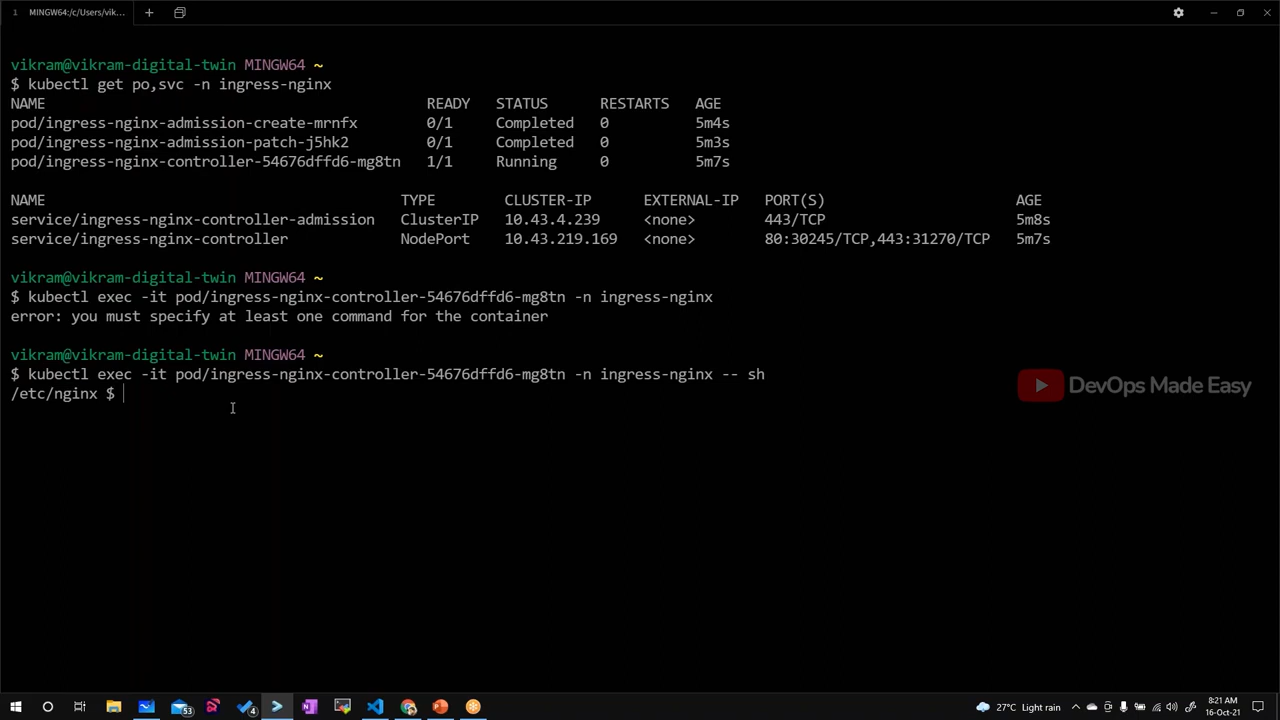 1 MINGW64:/c/Users/vik...
vikram@vikram-digital-twin MINGW64 ~
$ kubectl get po,svc -n ingress-nginx
NAME READY STATUS RESTARTS AGE
pod/ingress-nginx-admission-create-mrnfx 0/1 Completed 0 5m4s
pod/ingress-nginx-admission-patch-j5hk2 0/1 Completed 0 5m3s
pod/ingress-nginx-controller-54676dffd6-mg8tn 1/1 Running 0 5m7s
NAME TYPE CLUSTER-IP EXTERNAL-IP PORT(S) AGE
service/ingress-nginx-controller-admission ClusterIP 10.43.4.239 <none> 443/TCP 5m8s
service/ingress-nginx-controller NodePort 10.43.219.169 <none> 80:30245/TCP,443:31270/TCP 5m7s
vikram@vikram-digital-twin MINGW64 ~
$ kubectl exec -it pod/ingress-nginx-controller-54676dffd6-mg8tn -n ingress-nginx
error: you must specify at least one command for the container
vikram@vikram-digital-twin MINGW64 ~
$ kubectl exec -it pod/ingress-nginx-controller-54676dffd6-mg8tn -n ingress-nginx -- sh
/etc/nginx $
DevOps Made Easy
53
4
27°C Light rain
8:21 AM
16-Oct-21